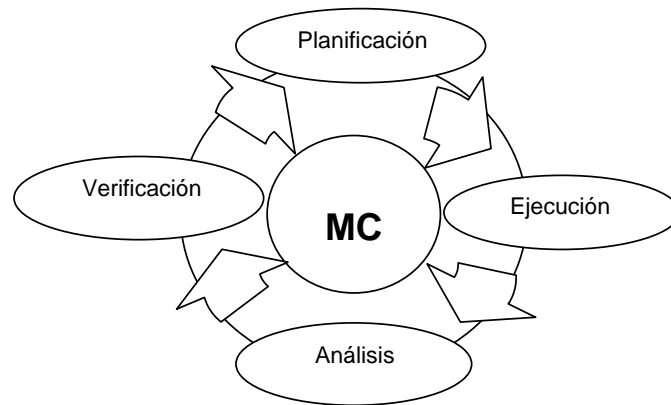 Planificación
Verificación
Ejecución
MC
Análisis